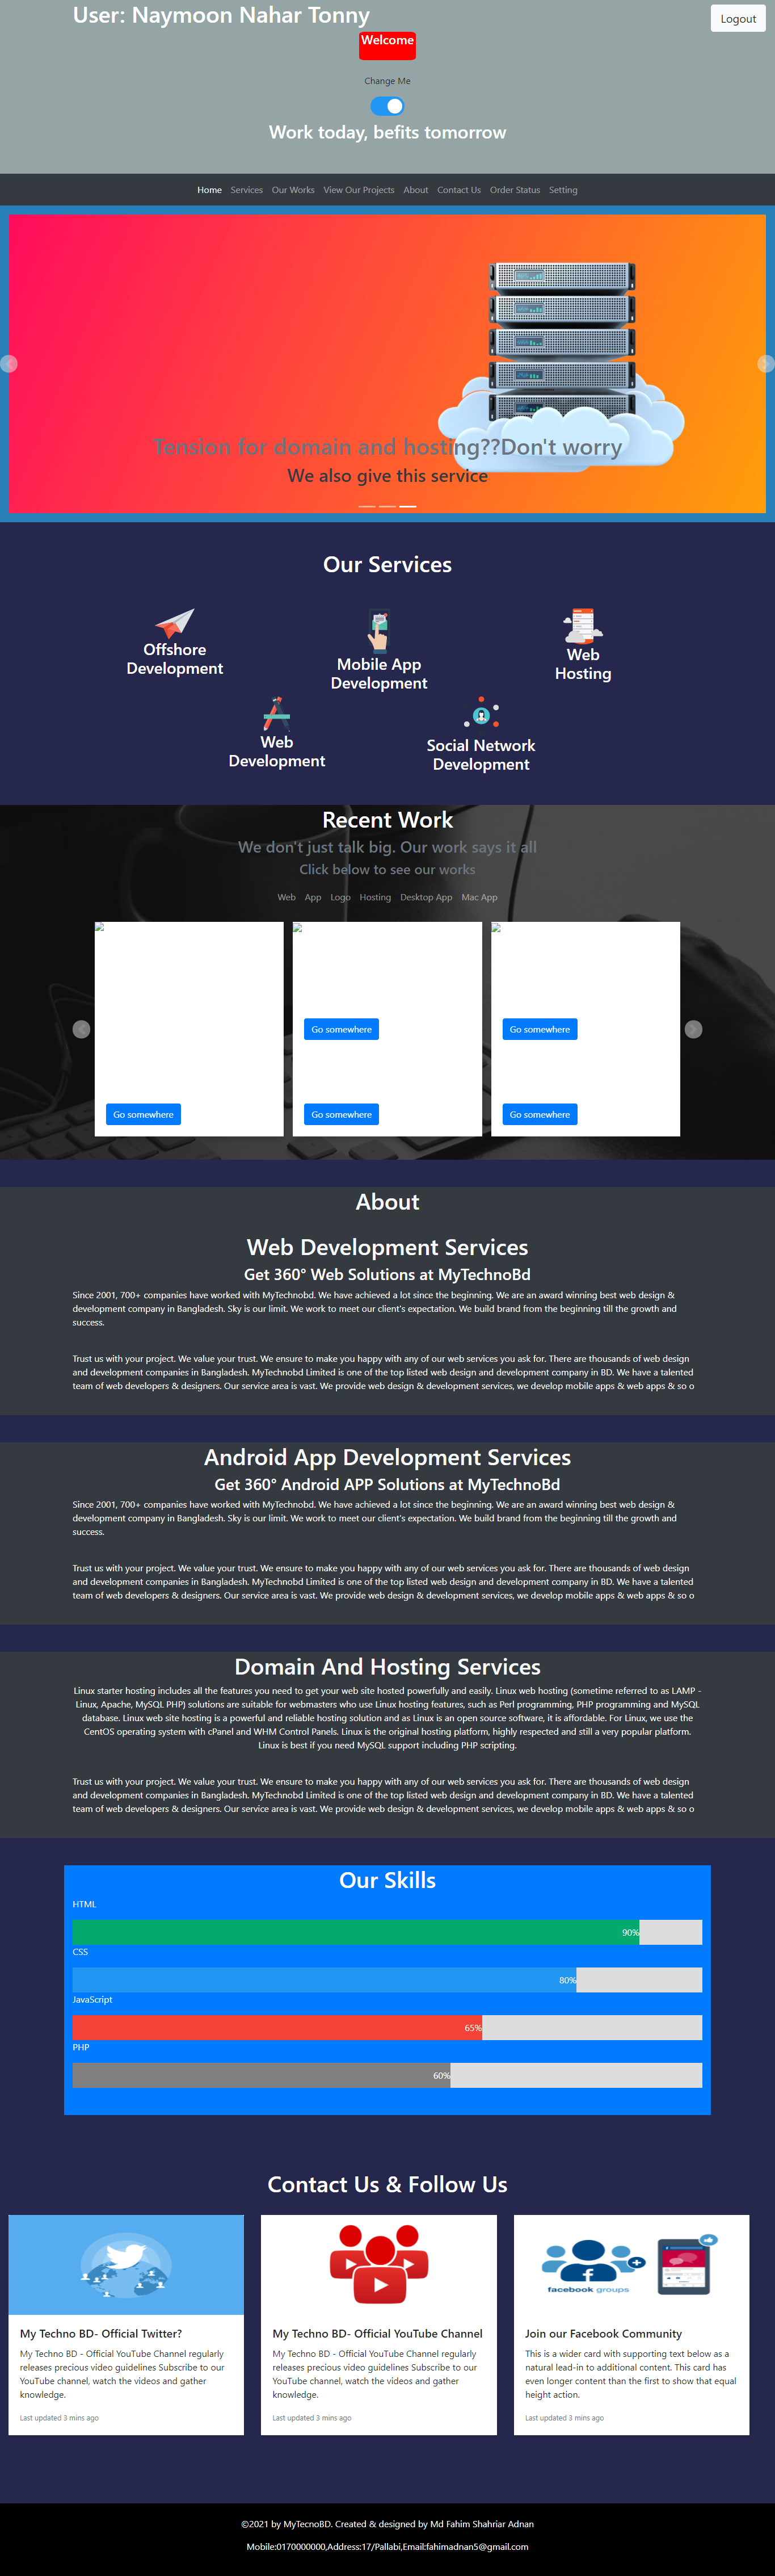 User: Naymoon Nahar Tonny
Logout
Welcome
Change Me
Work today, befits tomorrow
Home Services Our Works View Our Projects About Contact Us Order Status Setting
Tension for domain and hosting??Don't worry
We also give this service
Our Services
Offshore
Development
Mobile App
Development
Web
Hosting
Web
Development
Social Network
Development
Recent Work
We don't just talk big. Our work says it all
Click below to see our works
Web App Logo Hosting Desktop App Mac App
Go somewhere
Go somewhere
Go somewhere
Go somewhere
Go somewhere
About
Web Development Services
Get 360° Web Solutions at MyTechnoBd
Since 2001, 700+ companies have worked with MyTechnobd. We have achieved a lot since the beginning. We are an award winning best web design &
development company in Bangladesh. Sky is our limit. We work to meet our client's expectation. We build brand from the beginning till the growth and
success.
Trust us with your project. We value your trust. We ensure to make you happy with any of our web services you ask for. There are thousands of web design
and development companies in Bangladesh. MyTechnobd Limited is one of the top listed web design and development company in BD. We have a talented
team of web developers & designers. Our service area is vast. We provide web design & development services, we develop mobile apps & web apps & so o
Android App Development Services
Get 360° Android APP Solutions at MyTechnoBd
Since 2001, 700+ companies have worked with MyTechnobd. We have achieved a lot since the beginning. We are an award winning best web design &
development company in Bangladesh. Sky is our limit. We work to meet our client's expectation. We build brand from the beginning till the growth and
success.
Trust us with your project. We value your trust. We ensure to make you happy with any of our web services you ask for. There are thousands of web design
and development companies in Bangladesh. MyTechnobd Limited is one of the top listed web design and development company in BD. We have a talented
team of web developers & designers. Our service area is vast. We provide web design & development services, we develop mobile apps & web apps & so o
Domain And Hosting Services
Linux starter hosting includes all the features you need to get your web site hosted powerfully and easily. Linux web hosting (sometime referred to as LAMP -
Linux, Apache, MySQL PHP) solutions are suitable for webmasters who use Linux hosting features, such as Perl programming, PHP programming and MySQL
database. Linux web site hosting is a powerful and reliable hosting solution and as Linux is an open source software, it is affordable. For Linux, we use the
CentOS operating system with cPanel and WHM Control Panels. Linux is the original hosting platform, highly respected and still a very popular platform.
Linux is best if you need MySQL support including PHP scripting.
Trust us with your project. We value your trust. We ensure to make you happy with any of our web services you ask for. There are thousands of web design
and development companies in Bangladesh. MyTechnobd Limited is one of the top listed web design and development company in BD. We have a talented
team of web developers & designers. Our service area is vast. We provide web design & development services, we develop mobile apps & web apps & so o
Our Skills
HTML
90%
CSS
80%
JavaScript
65%
PHP
60%
Contact Us & Follow Us
My Techno BD- Official Twitter?
My Techno BD - Official YouTube Channel regularly
releases precious video guidelines Subscribe to our
YouTube channel, watch the videos and gather
knowledge.
Last updated 3 mins ago
My Techno BD- Official YouTube Channel
My Techno BD - Official YouTube Channel regularly
releases precious video guidelines Subscribe to our
YouTube channel, watch the videos and gather
knowledge.
Last updated 3 mins ago
facebook groups
Join our Facebook Community
This is a wider card with supporting text below as a
natural lead-in to additional content. This card has
even longer content than the first to show that equal
height action.
Last updated 3 mins ago
©2021 by MyTecnoBD. Created & designed by Md Fahim Shahriar Adnan
Mobile:0170000000,Address:17/Pallabi,Email:fahimadnan5@gmail.com